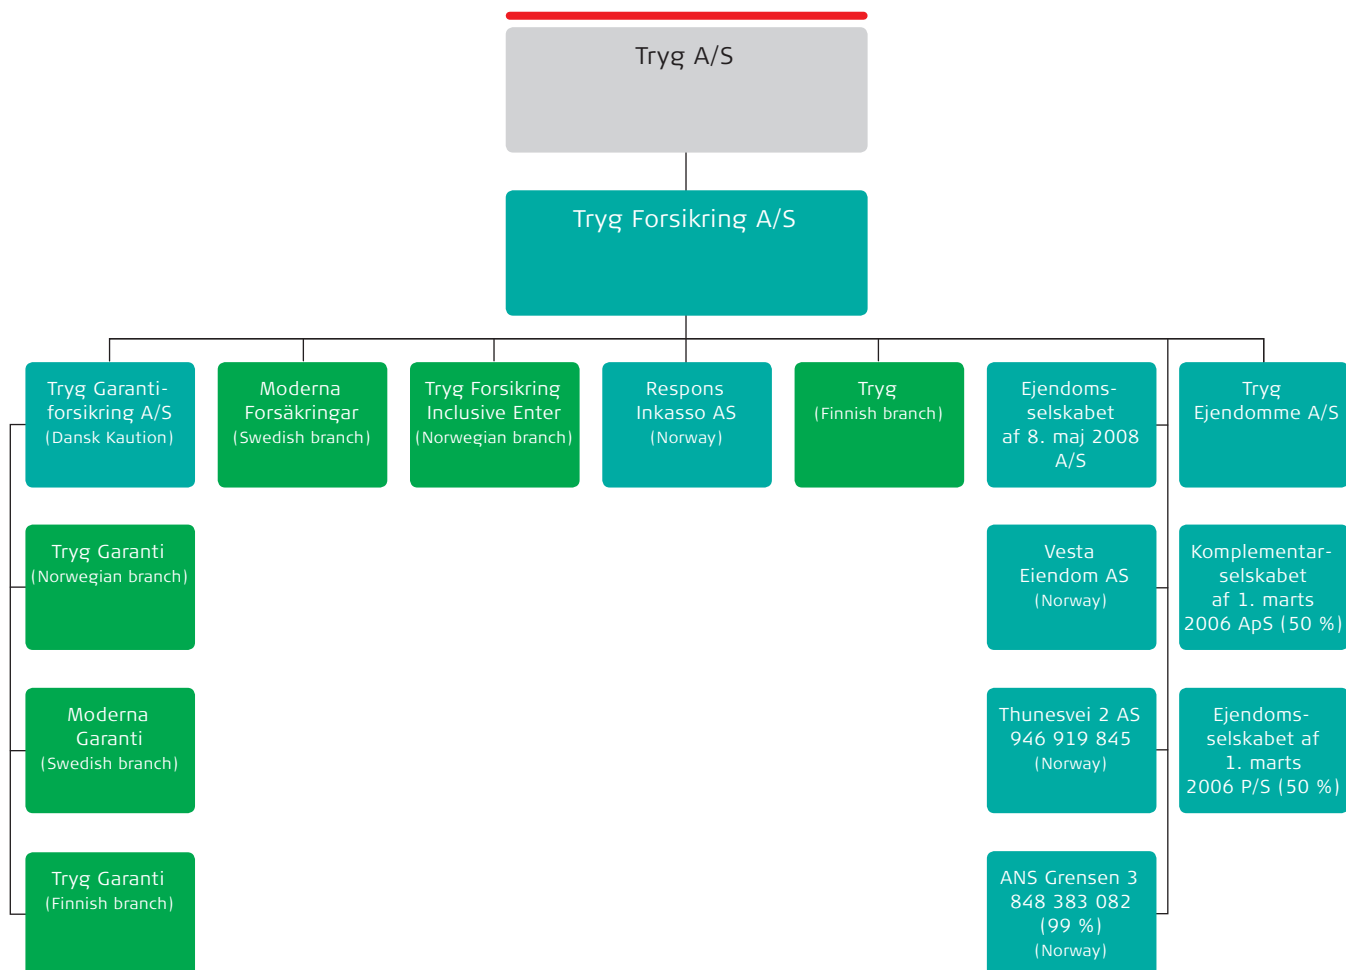 Tryg A/S
Tryg Forsikring A/S
Tryg Garanti-
forsikring A/S
(Dansk Kaution)
Moderna
Forsäkringar
(Swedish branch)
Tryg Forsikring
Inclusive Enter
(Norwegian branch)
Respons
Inkasso AS
(Norway)
Tryg
(Finnish branch)
Ejendoms-
selskabet
af 8. maj 2008
A/S
Tryg
Ejendomme A/S
Tryg Garanti
(Norwegian branch)
Vesta
Eiendom AS
(Norway)
Komplementar-
selskabet
af 1. marts
2006 ApS (50 %)
Moderna
Garanti
(Swedish branch)
Thunesvei 2 AS
946 919 845
(Norway)
Ejendoms-
selskabet af
1. marts
2006 P/S (50 %)
Tryg Garanti
(Finnish branch)
ANS Grensen 3
848 383 082
(99 %)
(Norway)